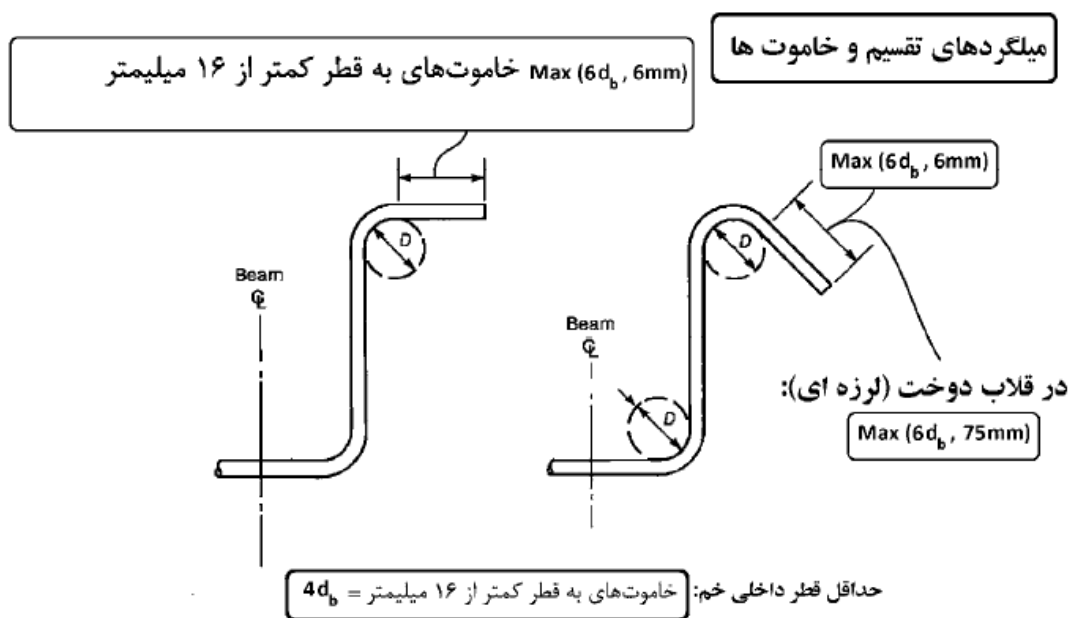 میلگردهای تقسیم و خاموت ها
Max (6d_b , 6mm) خاموت‌های به قطر کمتر از ۱۶ میلیمتر
Max (6d_b , 6mm)
D
D
Beam
C̲L
Beam
C̲L
D
در قلاب دوخت (لرزه ای):
Max (6d_b , 75mm)
حداقل قطر داخلی خم: خاموت‌های به قطر کمتر از ۱۶ میلیمتر = 4d_b